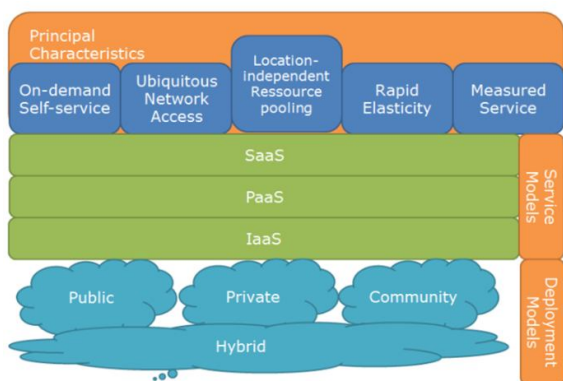 Principal
Characteristics
On-demand
Self-service
Ubiquitous
Network
Access
Location-
independent
Ressource
pooling
Rapid
Elasticity
Measured
Service
SaaS
PaaS
IaaS
Service
Models
Public
Private
Community
Hybrid
Deployment
Models